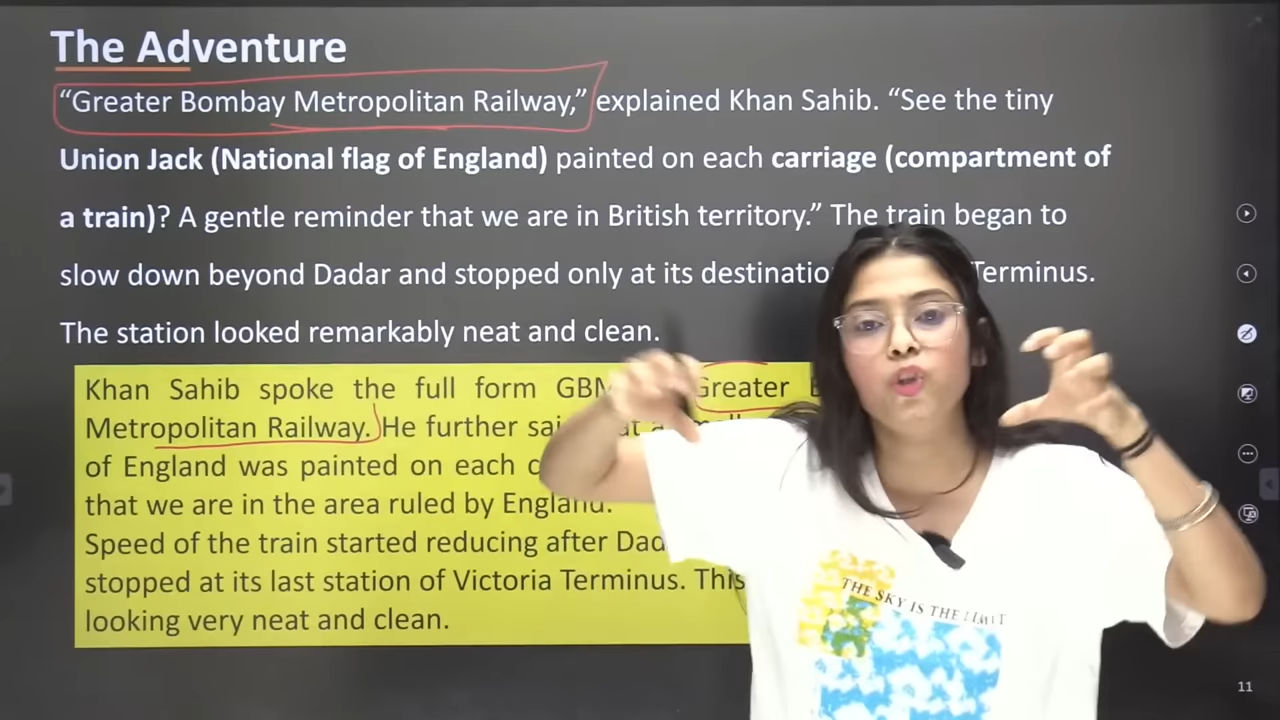 The Adventure
“Greater Bombay Metropolitan Railway,” explained Khan Sahib. “See the tiny
Union Jack (National flag of England) painted on each carriage (compartment of
a train)? A gentle reminder that we are in British territory.” The train began to
slow down beyond Dadar and stopped only at its Terminus.
The station looked remarkably neat and clean.
Khan Sahib spoke the full form Greater
Metropolitan Railway. He further
of England was painted on each
that we are in the area ruled by England.
Speed of the train started reducing after
stopped at its last station of Victoria Terminus. This
looking very neat and clean.
THE SKY IS THE LIMIT
11